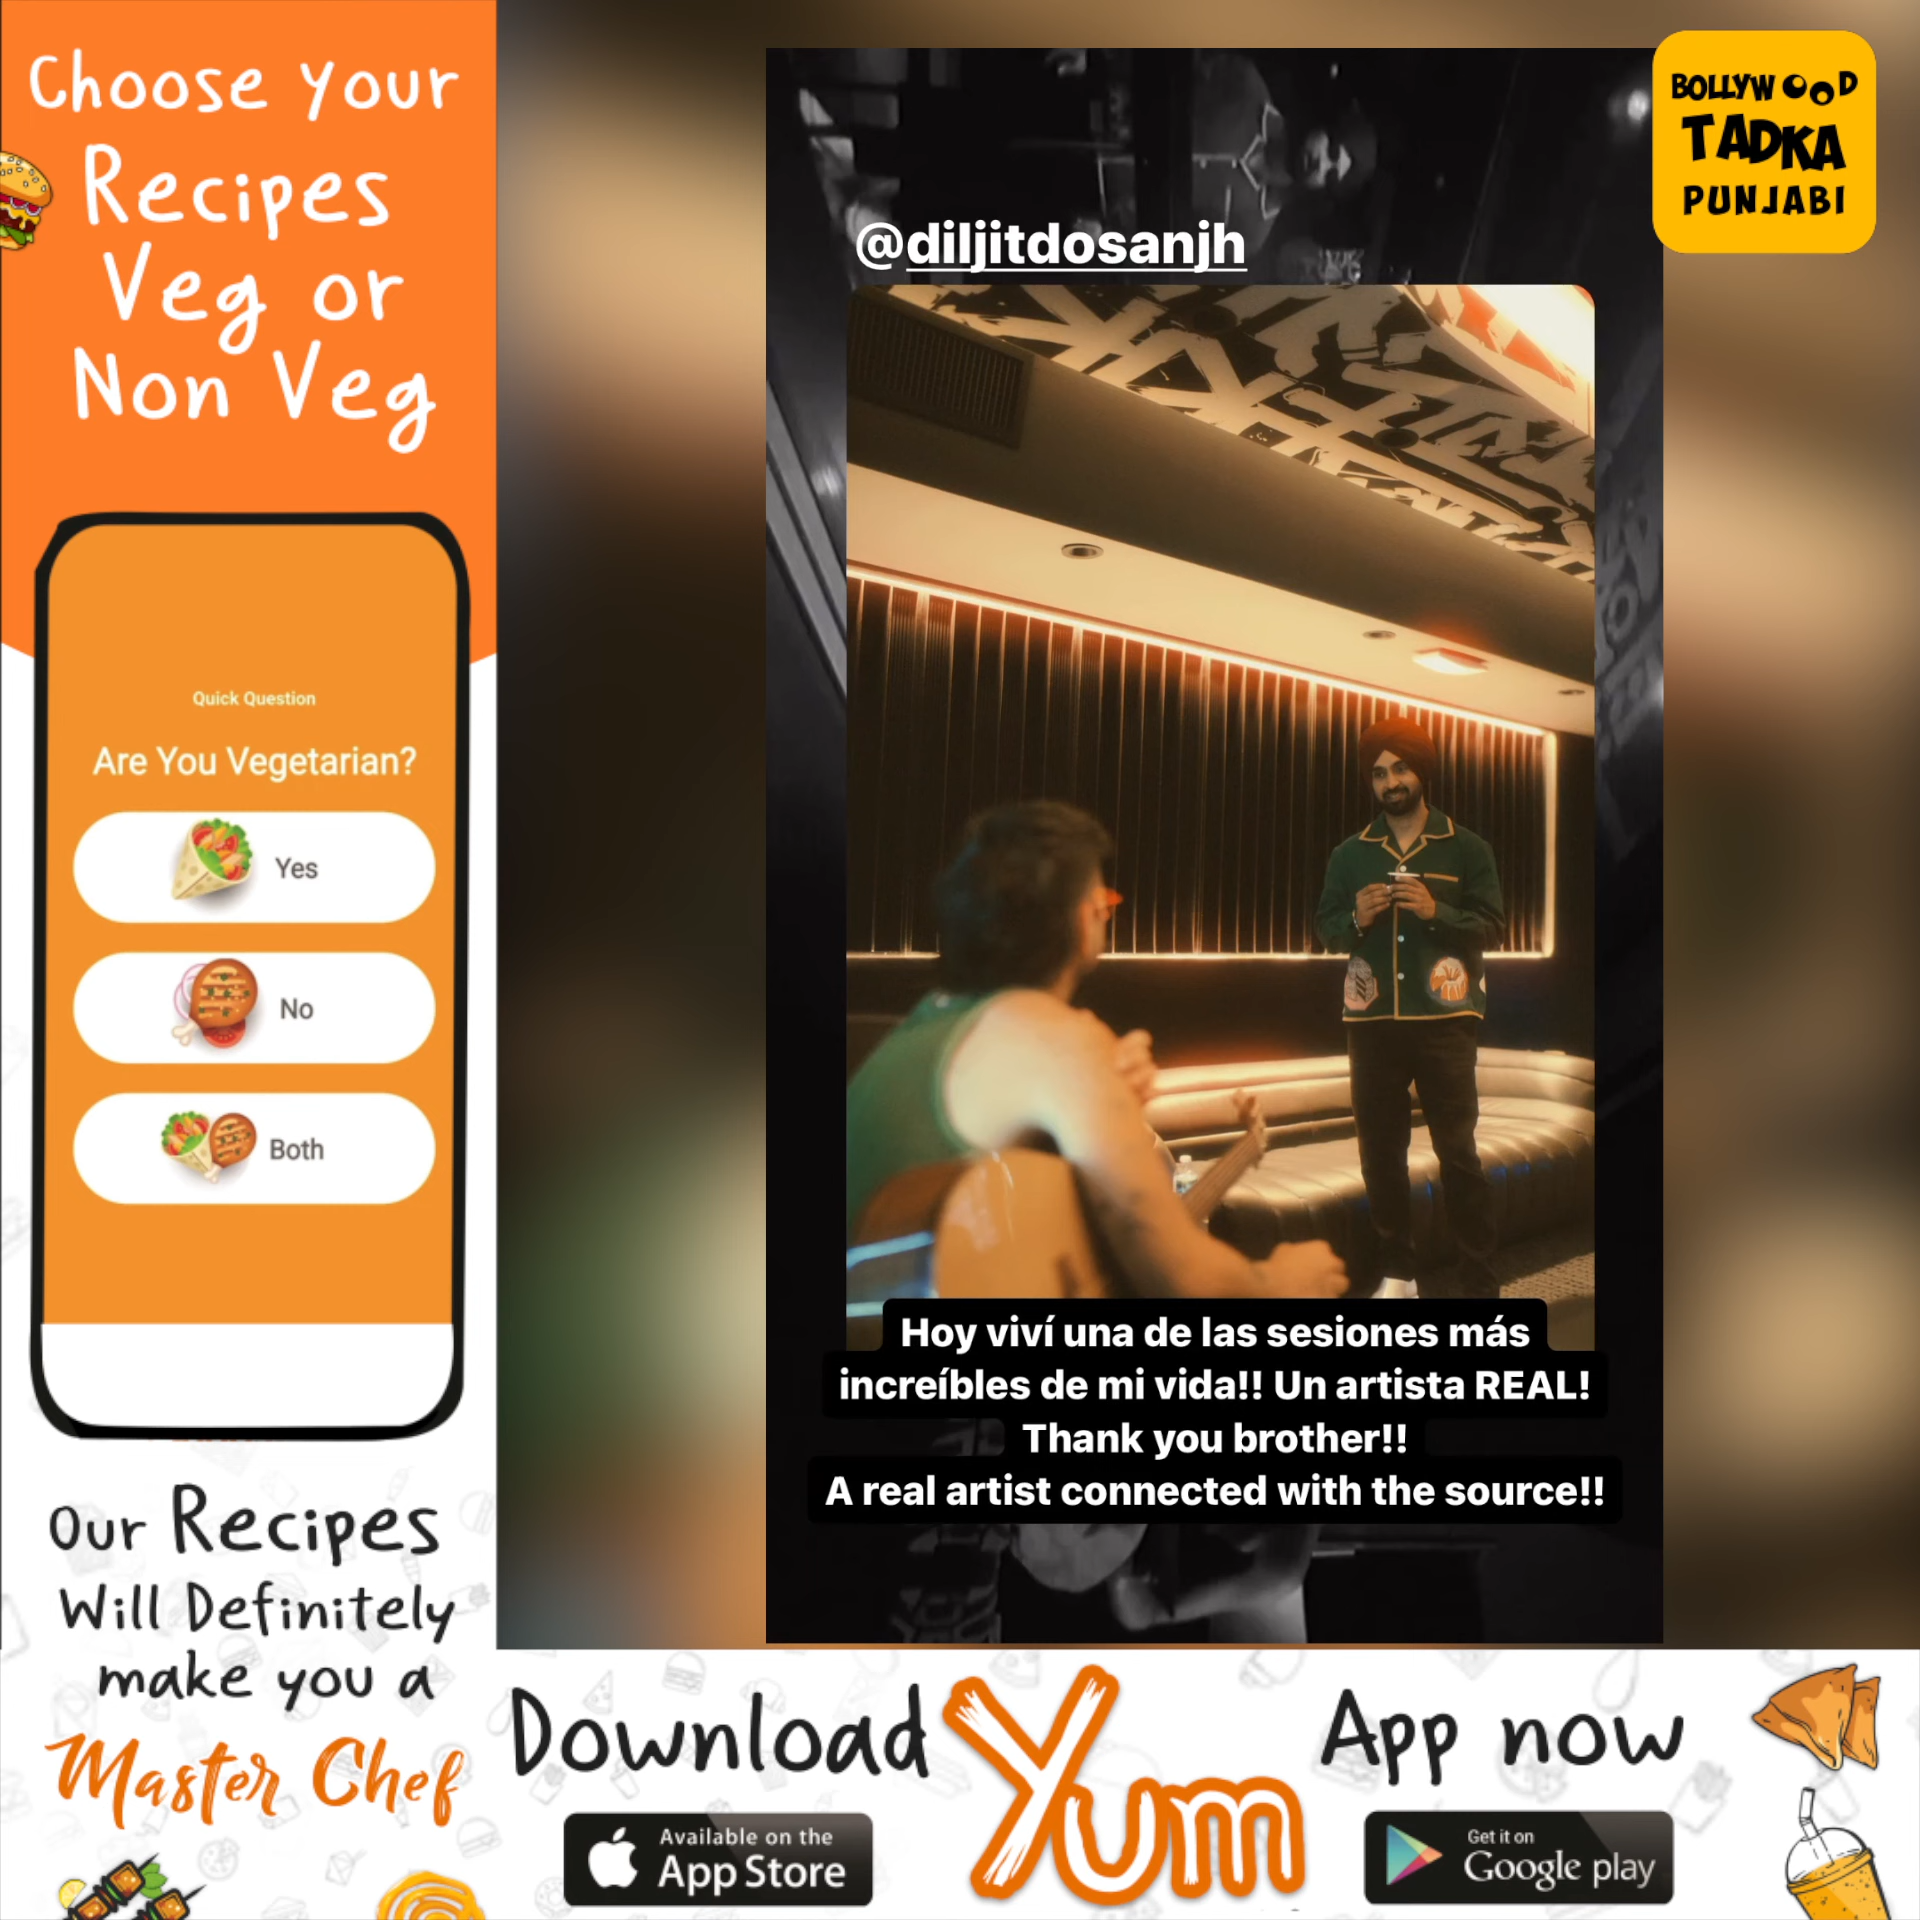 Choose your
Recipes
Veg or
Non Veg
Quick Question
Are You Vegetarian?
Yes
No
Both
Our Recipes
Will Definitely
make you a
Master Chef
BOLLYWOOD
TADKA
PUNJABI
@diljitdosanjh
Hoy viví una de las sesiones más
increíbles de mi vida!! Un artista REAL!
Thank you brother!!
A real artist connected with the source!!
Download Yum App now
Available on the
App Store
Get it on
Google play